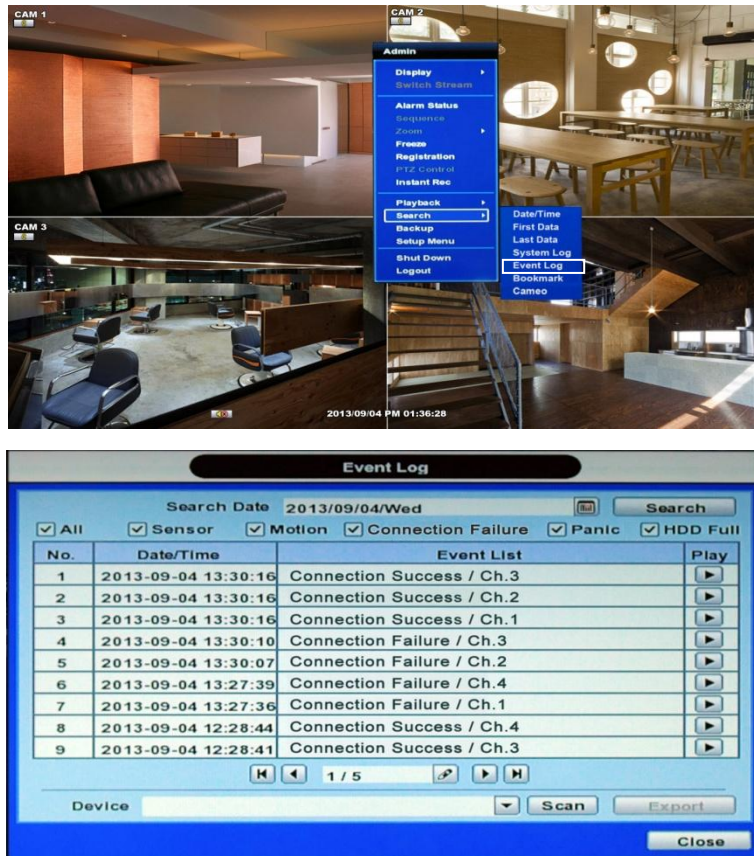 CAM 1
CAM 2
Admin
Display
Switch Stream
Alarm Status
Sequence
Zoom
Freeze
Registration
PTZ Control
Instant Rec
Playback
Search
Backup
Setup Menu
Shut Down
Logout
Date/Time
First Data
Last Data
System Log
Event Log
Bookmark
Cameo
CAM 3
2013/09/04 PM 01:36:28
Event Log
Search Date 2013/09/04/Wed Search
All Sensor Motion Connection Failure Panic HDD Full
No. Date/Time Event List Play
1 2013-09-04 13:30:16 Connection Success / Ch.3
2 2013-09-04 13:30:16 Connection Success / Ch.2
3 2013-09-04 13:30:16 Connection Success / Ch.1
4 2013-09-04 13:30:10 Connection Failure / Ch.3
5 2013-09-04 13:30:07 Connection Failure / Ch.2
6 2013-09-04 13:27:39 Connection Failure / Ch.4
7 2013-09-04 13:27:36 Connection Failure / Ch.1
8 2013-09-04 12:28:44 Connection Success / Ch.4
9 2013-09-04 12:28:41 Connection Success / Ch.3
1 / 5
Device Scan Export
Close